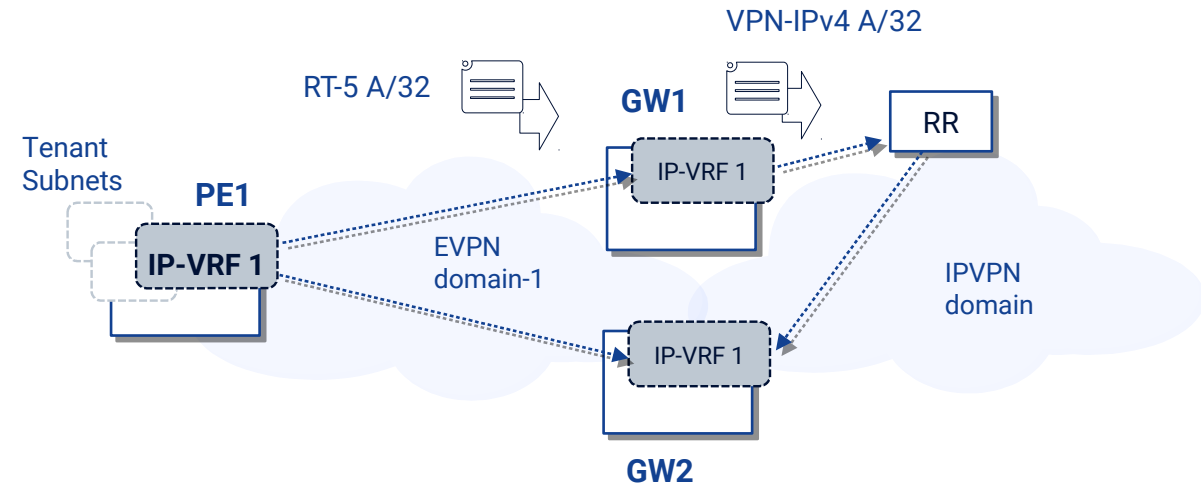 VPN-IPv4 A/32
RT-5 A/32
GW1
RR
Tenant
Subnets
PE1
IP-VRF 1
IP-VRF 1
EVPN
domain-1
IPVPN
domain
IP-VRF 1
GW2